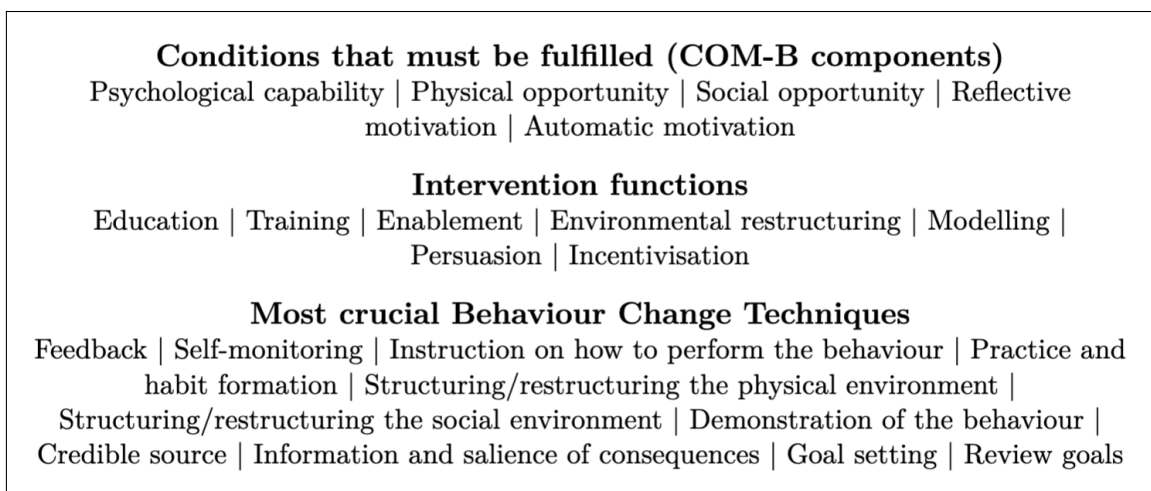 Conditions that must be fulfilled (COM-B components)
Psychological capability | Physical opportunity | Social opportunity | Reflective
motivation | Automatic motivation
Intervention functions
Education | Training | Enablement | Environmental restructuring | Modelling |
Persuasion | Incentivisation
Most crucial Behaviour Change Techniques
Feedback | Self-monitoring | Instruction on how to perform the behaviour | Practice and
habit formation | Structuring/restructuring the physical environment |
Structuring/restructuring the social environment | Demonstration of the behaviour |
Credible source | Information and salience of consequences | Goal setting | Review goals